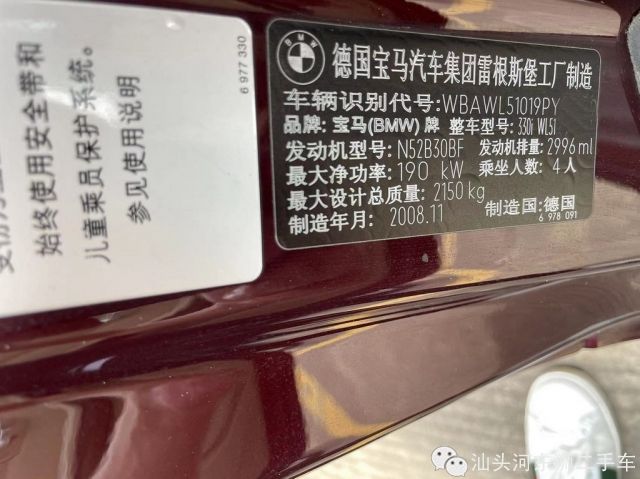 始终使用安全带和
儿童乘员保护系统。
参见使用说明
6 977 330
BMW
德国宝马汽车集团雷根斯堡工厂制造
车辆识别代号:WBAWL51019PY
品牌:宝马(BMW)牌 整车型号:330i WL51
发动机型号:N52B30BF 发动机排量:2996ml
最大净功率:190 kW 乘坐人数:4人
最大设计总质量:2150kg
制造年月:2008.11 制造国:德国
6 978 091
汕头河 二手车